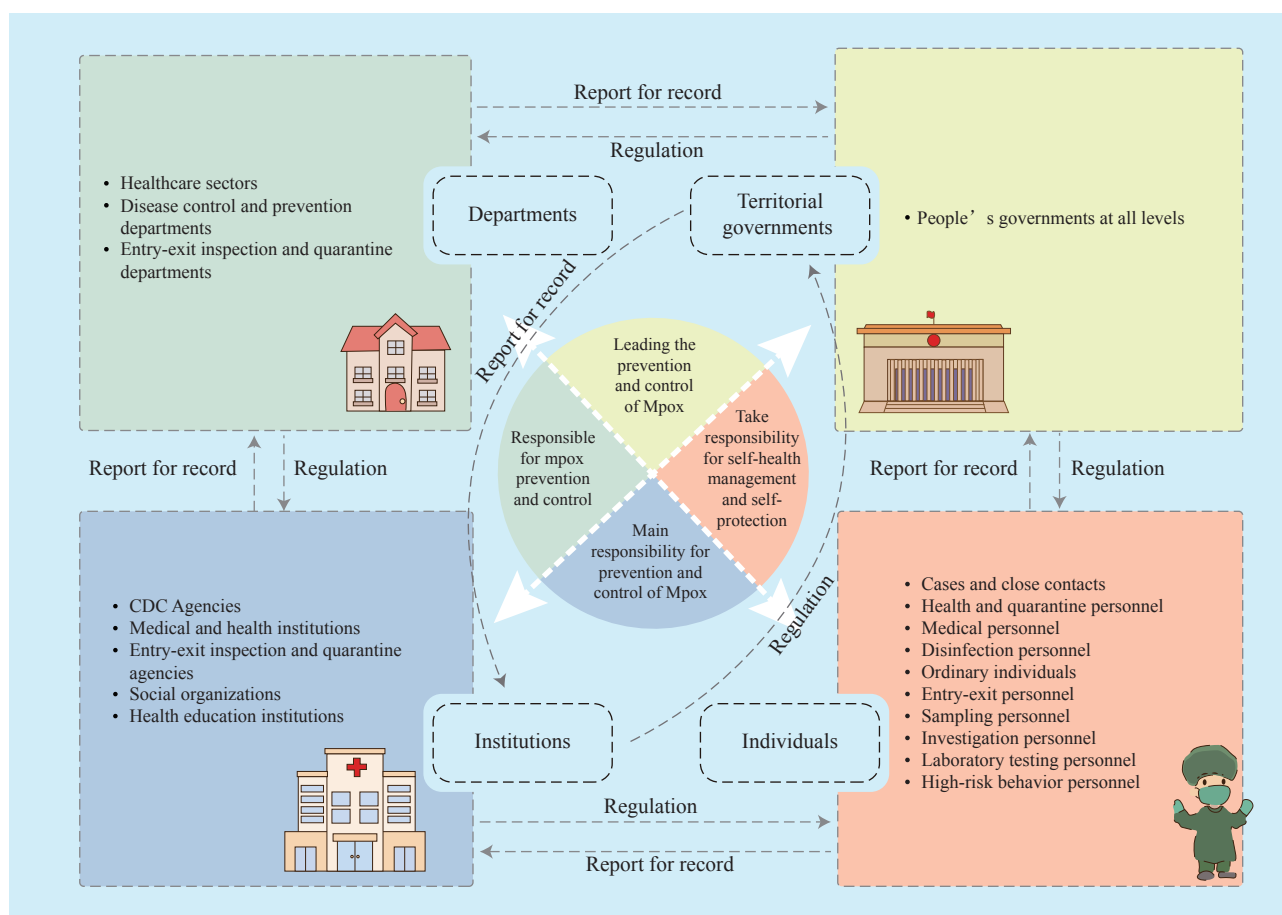 Report for record
Regulation
• Healthcare sectors
• Disease control and prevention
departments
• Entry-exit inspection and quarantine
departments
Departments
Territorial
governments
• People’s governments at all levels
Report for record
Leading the
prevention
and control
of Mpox
Responsible
for mpox
prevention
and control
Take
responsibility
for self-health
management
and self-
protection
Main
responsibility for
prevention and
control of Mpox
Report for record
Regulation
Report for record
Regulation
Regulation
• CDC Agencies
• Medical and health institutions
• Entry-exit inspection and quarantine
agencies
• Social organizations
• Health education institutions
Institutions
Individuals
• Cases and close contacts
• Health and quarantine personnel
• Medical personnel
• Disinfection personnel
• Ordinary individuals
• Entry-exit personnel
• Sampling personnel
• Investigation personnel
• Laboratory testing personnel
• High-risk behavior personnel
Regulation
Report for record